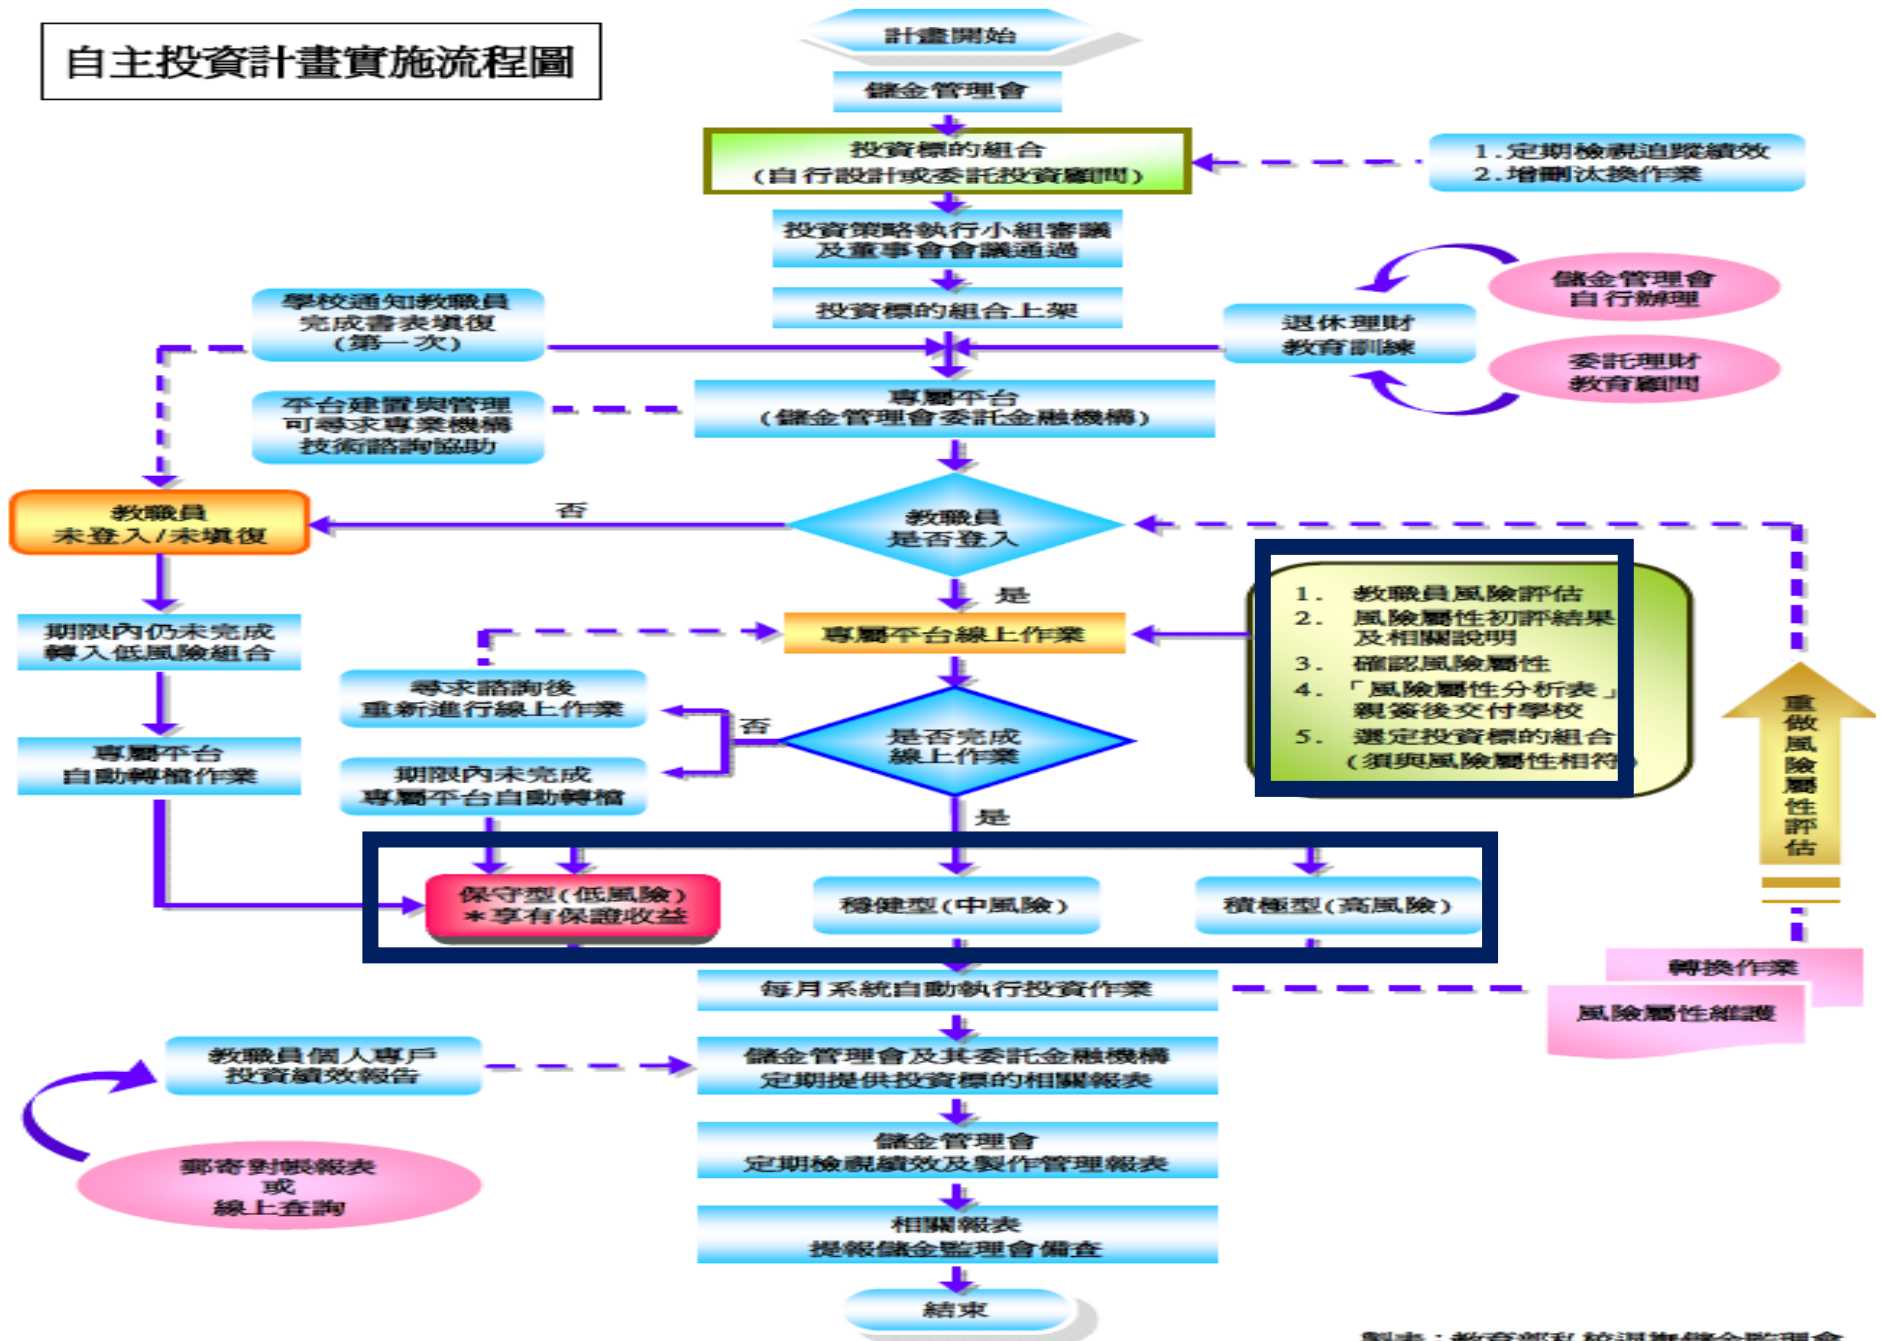 自主投資計畫實施流程圖
計畫開始
儲金管理會
投資標的組合
(自行設計或委託投資顧問)
1.定期檢視追蹤績效
2.增刪汰換作業
投資策略執行小組審議
及董事會會議通過
投資標的組合上架
學校通知教職員
完成書表填復
(第一次)
退休理財
教育訓練
儲金管理會
自行辦理
委託理財
教育顧問
平台建置與管理
可尋求專業機構
技術諮詢協助
專屬平台
(儲金管理會委託金融機構)
教職員
未登入/未填復
否
教職員
是否登入
是
1. 教職員風險評估
2. 風險屬性初評結果
及相關說明
3. 確認風險屬性
4. 「風險屬性分析表」
親簽後交付學校
5. 選定投資標的組合
(須與風險屬性相符)
期限內仍未完成
轉入低風險組合
專屬平台線上作業
尋求諮詢後
重新進行線上作業
否
是否完成
線上作業
重做風險屬性評估
專屬平台
自動轉檔作業
期限內未完成
專屬平台自動轉檔
是
保守型(低風險)
*享有保證收益
穩健型(中風險)
積極型(高風險)
每月系統自動執行投資作業
轉換作業
風險屬性維護
教職員個人專戶
投資績效報告
儲金管理會及其委託金融機構
定期提供投資標的相關報表
郵寄對帳報表
或
線上查詢
儲金管理會
定期檢視績效及製作管理報表
相關報表
提報儲金監理會備查
結束
製表：教育部私校退撫儲金監理會